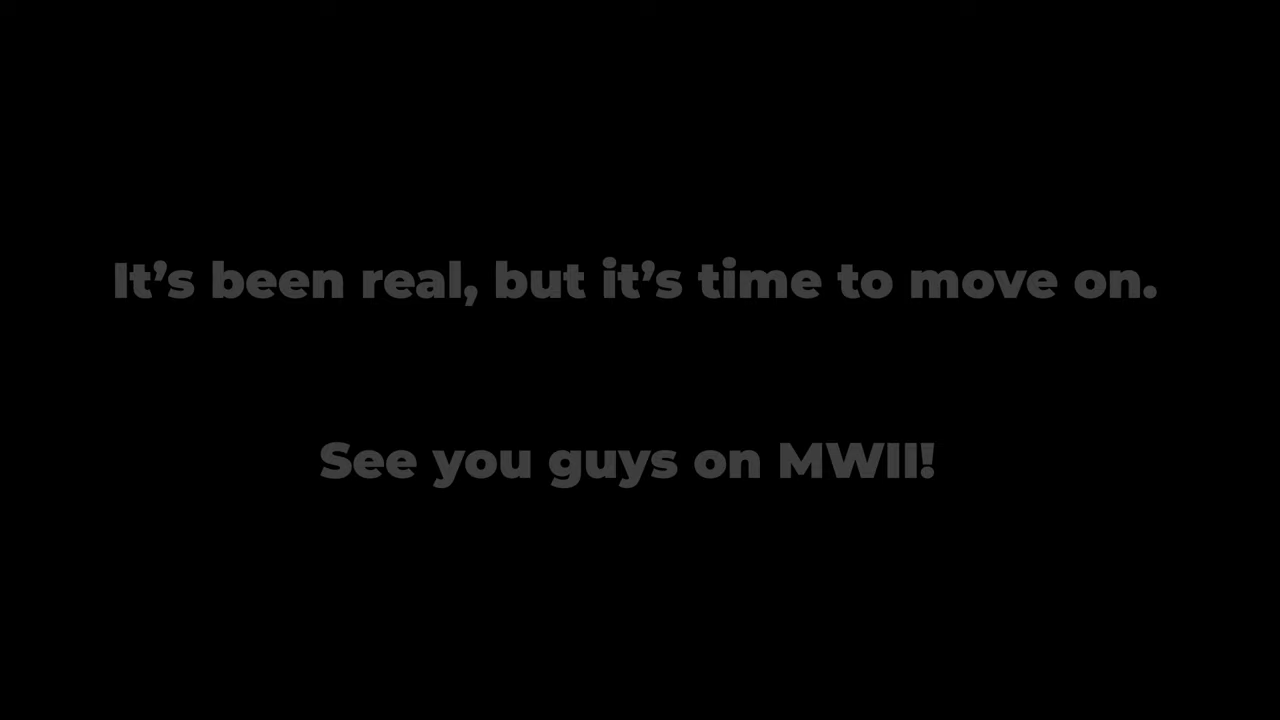 It’s been real, but it’s time to move on.
See you guys on MWII!